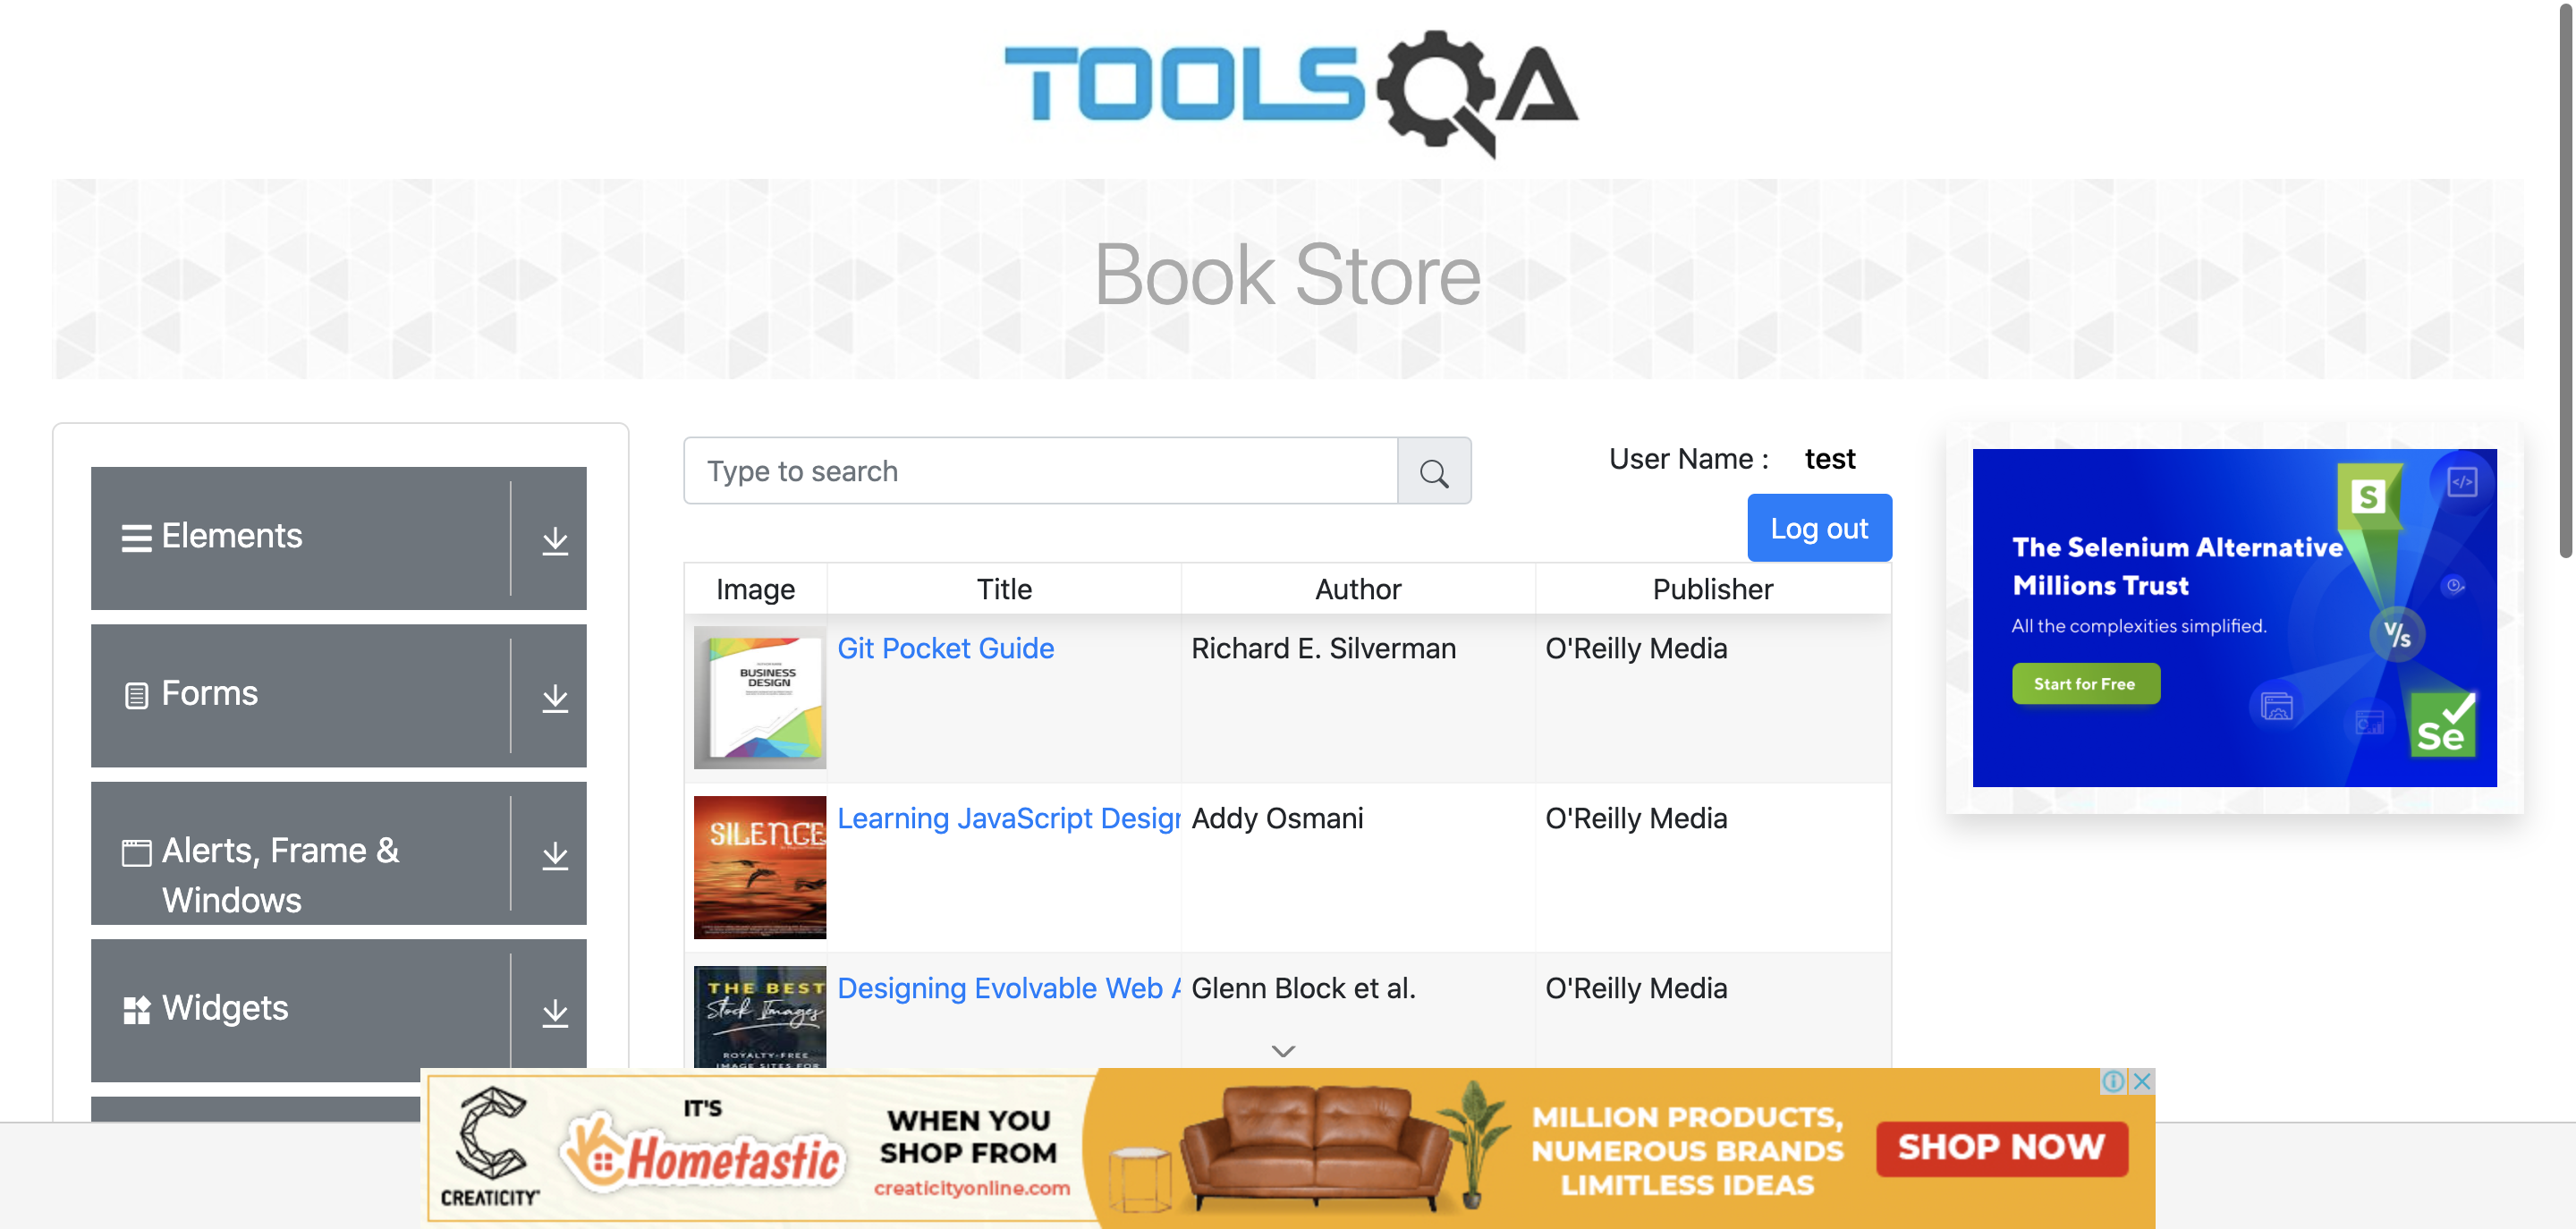 TOOLSQA
Book Store
Elements
Forms
Alerts, Frame &
Windows
Widgets
Type to search
User Name : test
Log out
Image Title Author Publisher
BUSINESS
DESIGN
Git Pocket Guide Richard E. Silverman O'Reilly Media
SILENCE
Learning JavaScript Design Addy Osmani O'Reilly Media
THE BEST
Stock Images
ROYALTY-FREE
IMAGE SITES FOR
Designing Evolvable Web A Glenn Block et al. O'Reilly Media
The Selenium Alternative
Millions Trust
All the complexities simplified.
Start for Free
S
</>
V/s
Se
CREATICITY
IT'S
Hometastic
WHEN YOU
SHOP FROM
creaticityonline.com
MILLION PRODUCTS,
NUMEROUS BRANDS
LIMITLESS IDEAS
SHOP NOW